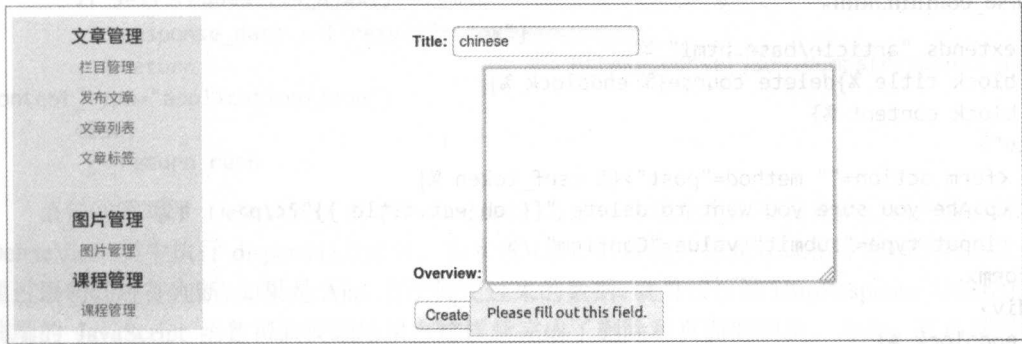 文章管理
栏目管理
发布文章
文章列表
文章标签
图片管理
图片管理
课程管理
课程管理
Title: chinese
Overview:
Create
Please fill out this field.